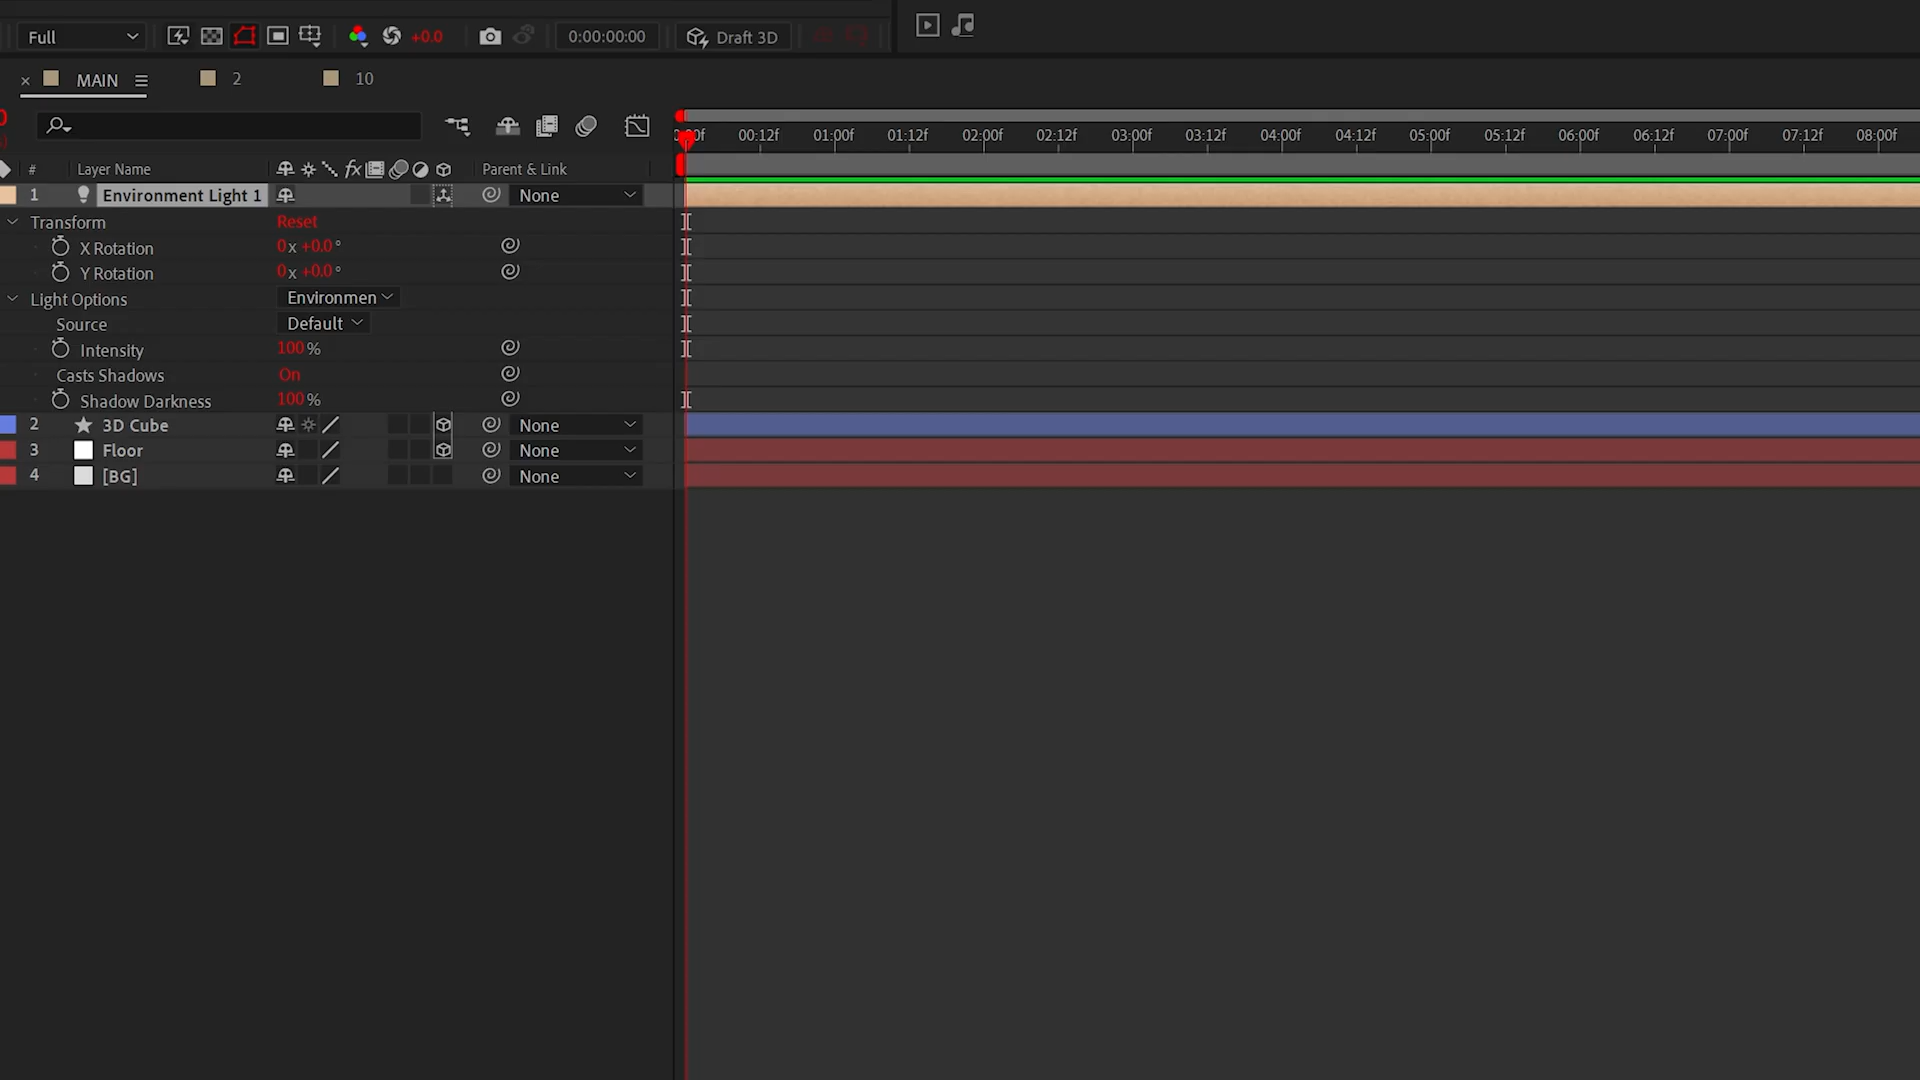 Full
+0.0
0:00:00:00
Draft 3D
MAIN
2
10
00:12f 01:00f 01:12f 02:00f 02:12f 03:00f 03:12f 04:00f 04:12f 05:00f 05:12f 06:00f 06:12f 07:00f 07:12f 08:00f
# Layer Name fx Parent & Link
1 Environment Light 1 None
Transform Reset
X Rotation 0x +0.0°
Y Rotation 0x +0.0°
Light Options Environmen
Source Default
Intensity 100 %
Casts Shadows On
Shadow Darkness 100 %
2 3D Cube None
3 Floor None
4 [BG] None